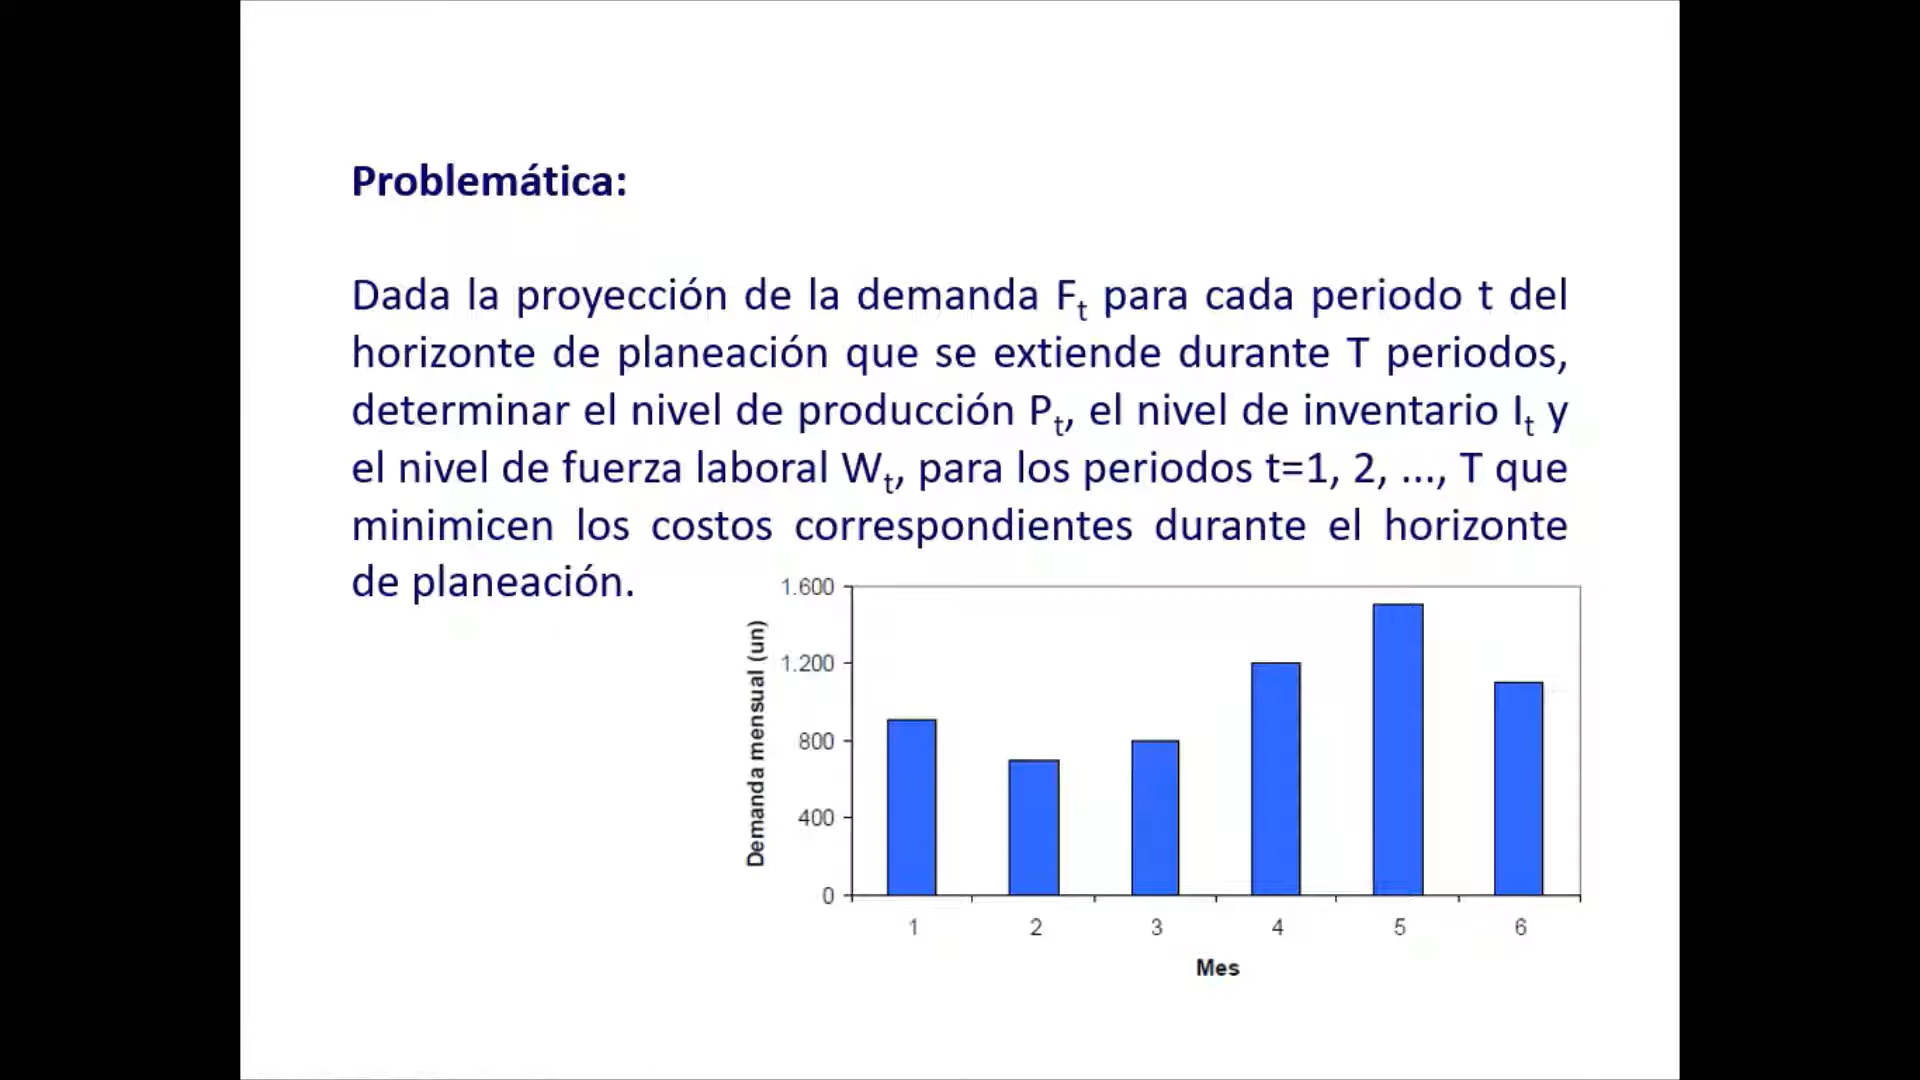 Problemática:
Dada la proyección de la demanda Ft para cada periodo t del
horizonte de planeación que se extiende durante T periodos,
determinar el nivel de producción Pt, el nivel de inventario It y
el nivel de fuerza laboral Wt, para los periodos t=1, 2, ..., T que
minimicen los costos correspondientes durante el horizonte
de planeación.
Demanda mensual (un)
1.600
1.200
800
400
0
1 2 3 4 5 6
Mes